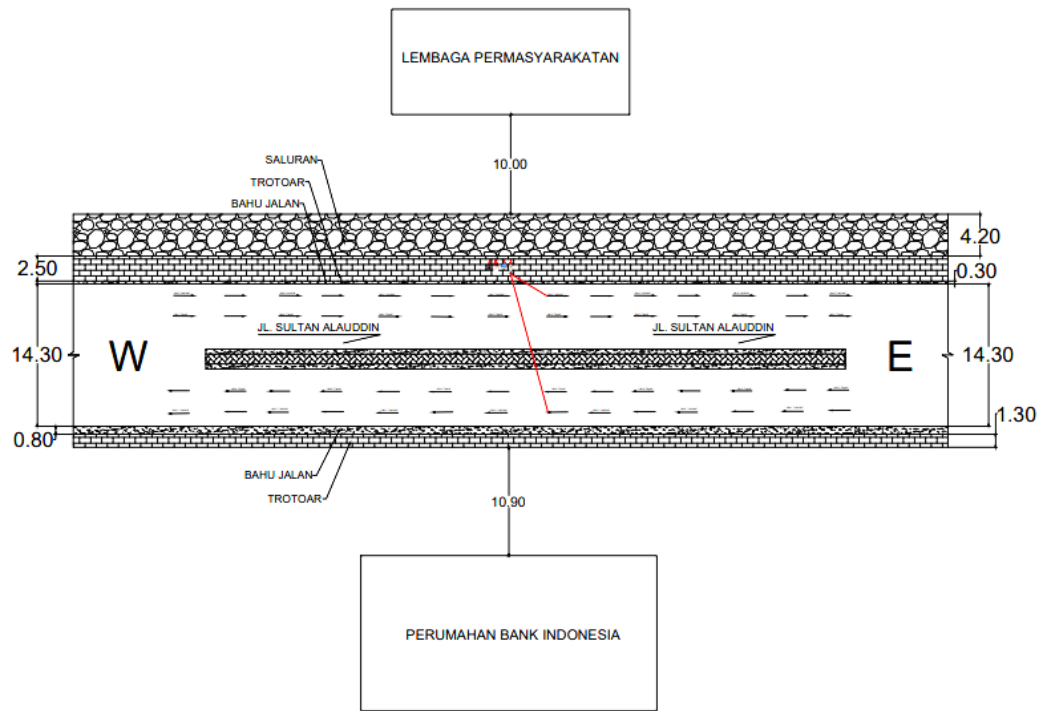 LEMBAGA PERMASYARAKATAN
10.00
SALURAN
TROTOAR
BAHU JALAN
4.20
2.50
0.30
JL. SULTAN ALAUDDIN
JL. SULTAN ALAUDDIN
14.30
W
E
14.30
1.30
0.80
BAHU JALAN
TROTOAR
10.90
PERUMAHAN BANK INDONESIA